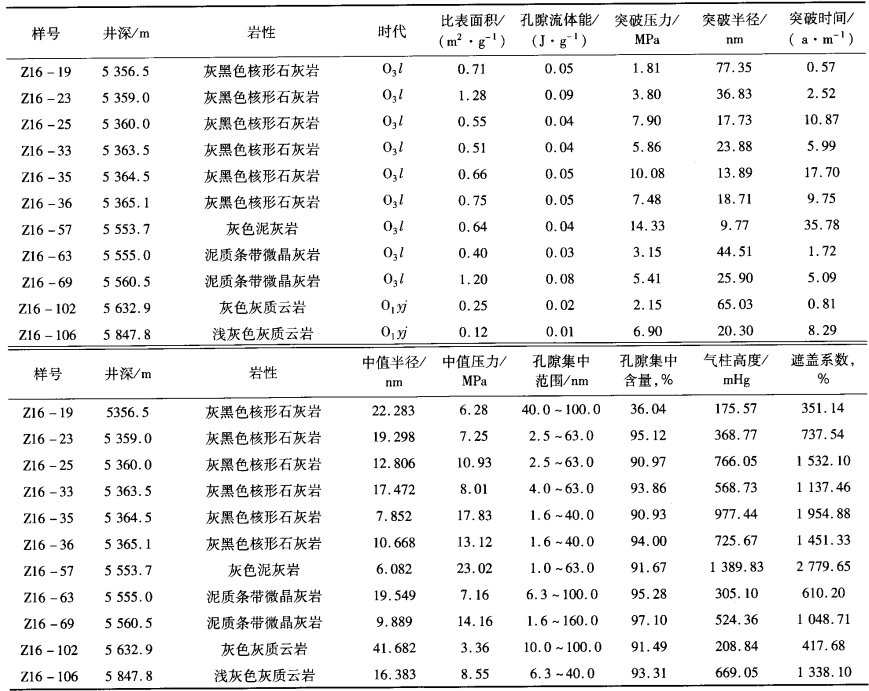 样号 井深/m 岩性 时代 比表面积/ 孔隙流体能/ 突破压力/ 突破半径/ 突破时间/
(m²·g⁻¹) (J·g⁻¹) MPa nm (a·m⁻¹)
Z16-19 5 356.5 灰黑色核形石灰岩 O₃l 0.71 0.05 1.81 77.35 0.57
Z16-23 5 359.0 灰黑色核形石灰岩 O₃l 1.28 0.09 3.80 36.83 2.52
Z16-25 5 360.0 灰黑色核形石灰岩 O₃l 0.55 0.04 7.90 17.73 10.87
Z16-33 5 363.5 灰黑色核形石灰岩 O₃l 0.51 0.04 5.86 23.88 5.99
Z16-35 5 364.5 灰黑色核形石灰岩 O₃l 0.66 0.05 10.08 13.89 17.70
Z16-36 5 365.1 灰黑色核形石灰岩 O₃l 0.75 0.05 7.48 18.71 9.75
Z16-57 5 553.7 灰色泥灰岩 O₃l 0.64 0.04 14.33 9.77 35.78
Z16-63 5 555.0 泥质条带微晶灰岩 O₃l 0.40 0.03 3.15 44.51 1.72
Z16-69 5 560.5 泥质条带微晶灰岩 O₃l 1.20 0.08 5.41 25.90 5.09
Z16-102 5 632.9 灰色灰质云岩 O₁yj 0.25 0.02 2.15 65.03 0.81
Z16-106 5 847.8 浅灰色灰质云岩 O₁yj 0.12 0.01 6.90 20.30 8.29
样号 井深/m 岩性 中值半径/ 中值压力/ 孔隙集中 孔隙集中 气柱高度/ 遮盖系数,
nm MPa 范围/nm 含量,% mHg %
Z16-19 5356.5 灰黑色核形石灰岩 22.283 6.28 40.0~100.0 36.04 175.57 351.14
Z16-23 5 359.0 灰黑色核形石灰岩 19.298 7.25 2.5~63.0 95.12 368.77 737.54
Z16-25 5 360.0 灰黑色核形石灰岩 12.806 10.93 2.5~63.0 90.97 766.05 1 532.10
Z16-33 5 363.5 灰黑色核形石灰岩 17.472 8.01 4.0~63.0 93.86 568.73 1 137.46
Z16-35 5 364.5 灰黑色核形石灰岩 7.852 17.83 1.6~40.0 90.93 977.44 1 954.88
Z16-36 5 365.1 灰黑色核形石灰岩 10.668 13.12 1.6~40.0 94.00 725.67 1 451.33
Z16-57 5 553.7 灰色泥灰岩 6.082 23.02 1.0~63.0 91.67 1 389.83 2 779.65
Z16-63 5 555.0 泥质条带微晶灰岩 19.549 7.16 6.3~100.0 95.28 305.10 610.20
Z16-69 5 560.5 泥质条带微晶灰岩 9.889 14.16 1.6~160.0 97.10 524.36 1 048.71
Z16-102 5 632.9 灰色灰质云岩 41.682 3.36 10.0~100.0 91.49 208.84 417.68
Z16-106 5 847.8 浅灰色灰质云岩 16.383 8.55 6.3~40.0 93.31 669.05 1 338.10